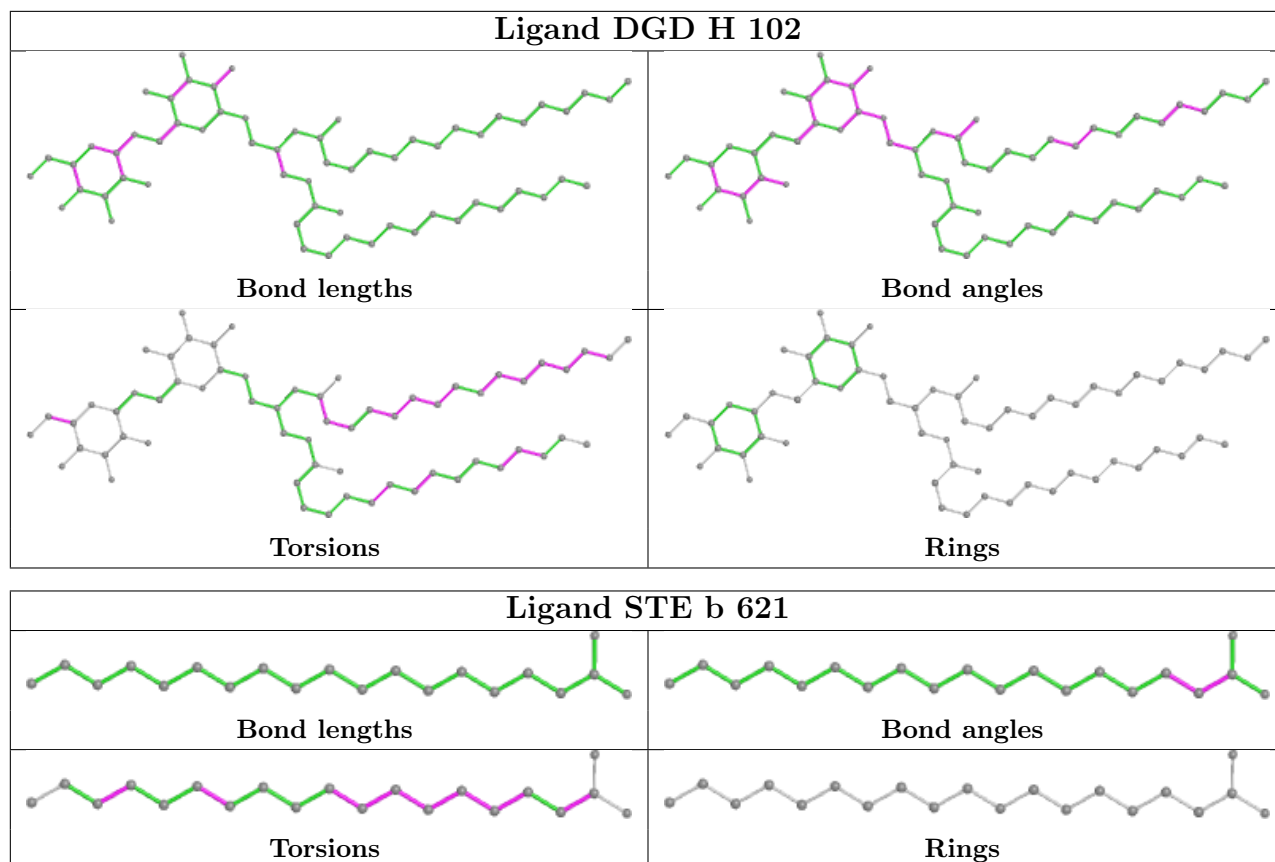 Ligand DGD H 102
Bond lengths
Bond angles
Torsions
Rings
Ligand STE b 621
Bond lengths
Bond angles
Torsions
Rings